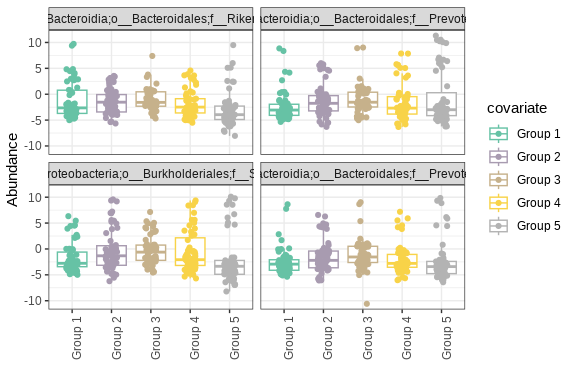 Bacteroidia;o__Bacteroidales;f__Riken
acteroidia;o__Bacteroidales;f__Prevote
10
5
0
-5
-10
Abundance
roteobacteria;o__Burkholderiales;f__S
acteroidia;o__Bacteroidales;f__Prevote
10
5
0
-5
-10
Group 1
Group 2
Group 3
Group 4
Group 5
Group 1
Group 2
Group 3
Group 4
Group 5
covariate
Group 1
Group 2
Group 3
Group 4
Group 5